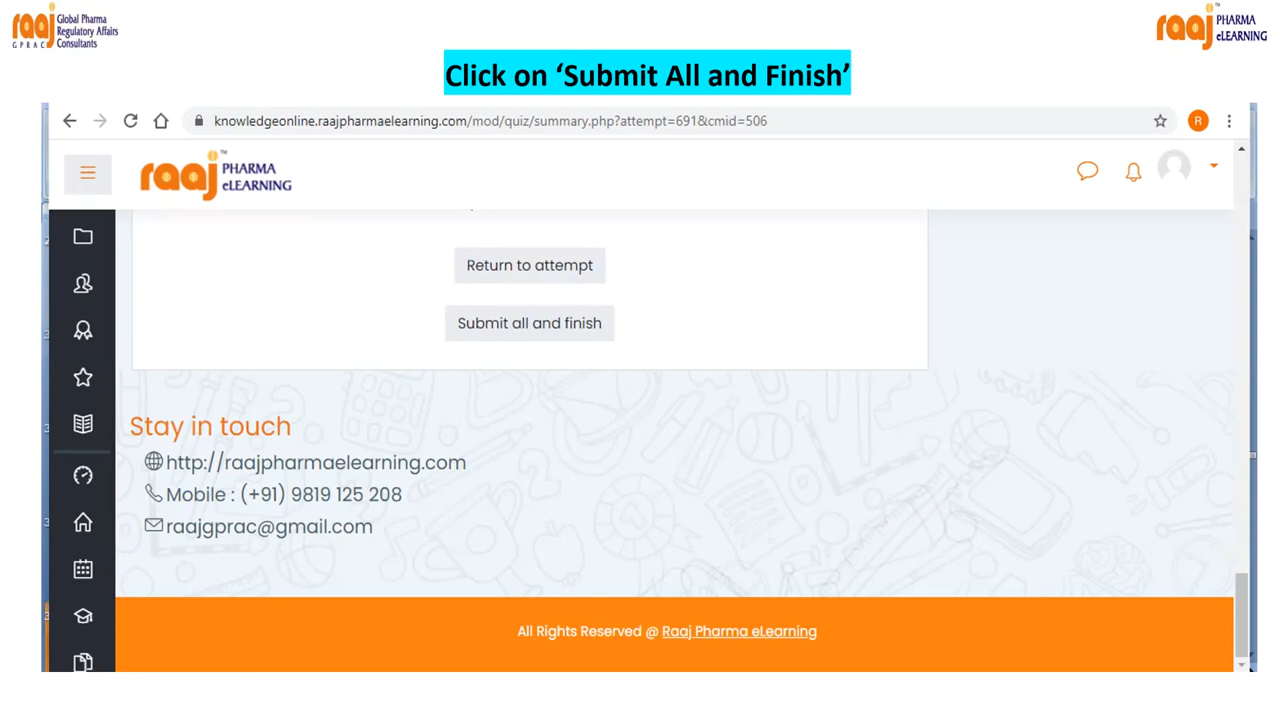 raaj Global Pharma
Regulatory Affairs
GPRAC Consultants
raaj PHARMA
eLEARNING
TM
Click on ‘Submit All and Finish’
knowledgeonline.raajpharmaelearning.com/mod/quiz/summary.php?attempt=691&cmid=506
R
raaj PHARMA
eLEARNING
TM
Return to attempt
Submit all and finish
Stay in touch
http://raajpharmaelearning.com
Mobile : (+91) 9819 125 208
raajgprac@gmail.com
All Rights Reserved @ Raaj Pharma eLearning